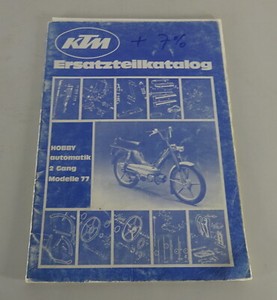 KTM
+ 7%
Ersatzteilkatalog
HOBBY
automatik
2 Gang
Modelle 77